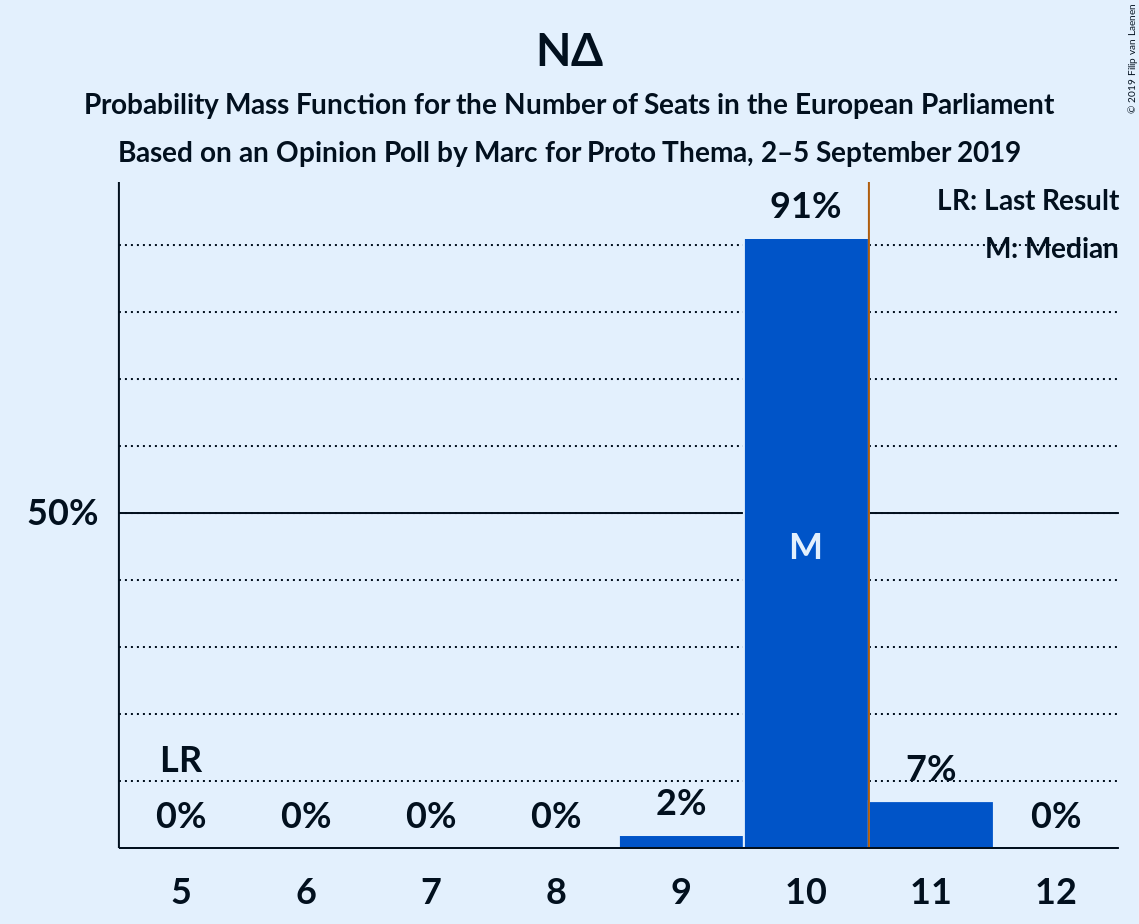 ΝΔ
Probability Mass Function for the Number of Seats in the European Parliament
Based on an Opinion Poll by Marc for Proto Thema, 2–5 September 2019
© 2019 Filip van Laenen
LR: Last Result
M: Median
91%
50%
M
LR
7%
2%
0% 0% 0% 0% 0%
5 6 7 8 9 10 11 12